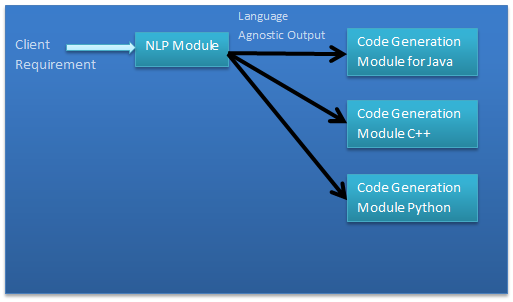 Client
Requirement
NLP Module
Language
Agnostic Output
Code Generation
Module for Java
Code Generation
Module C++
Code Generation
Module Python